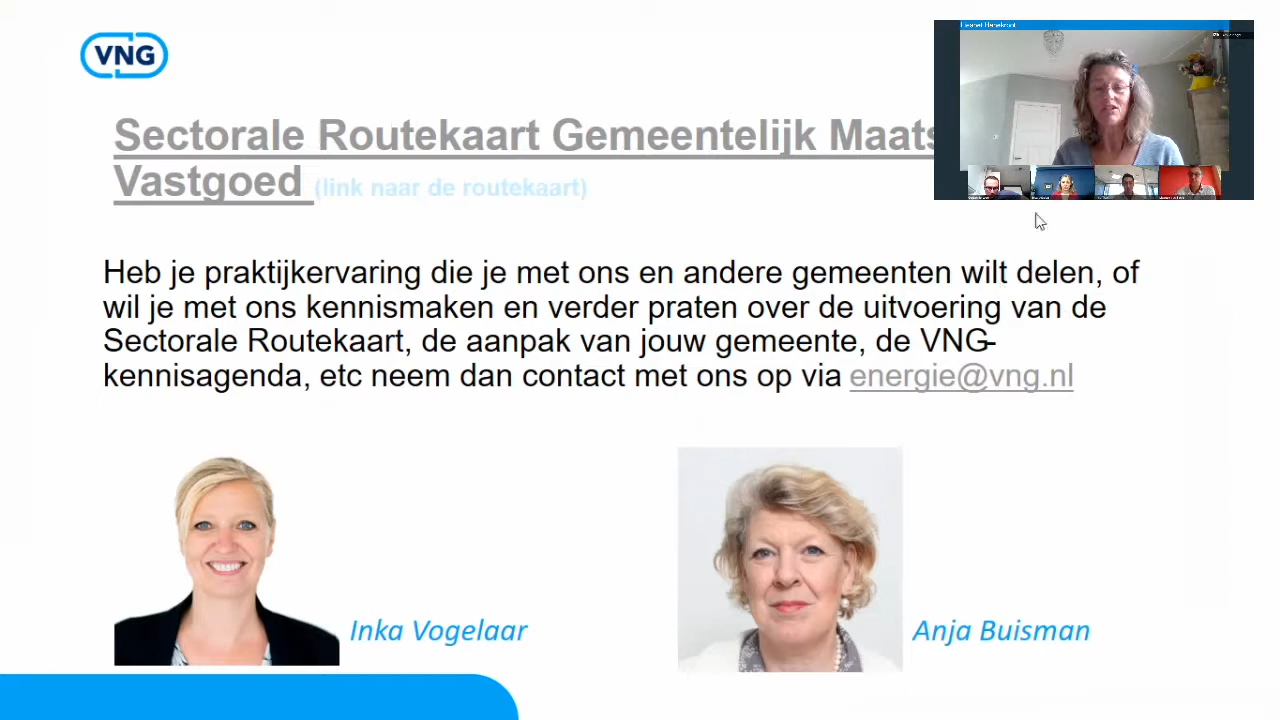 VNG
Sectorale Routekaart Gemeentelijk Maats
Vastgoed (link naar de routekaart)
Heb je praktijkervaring die je met ons en andere gemeenten wilt delen, of
wil je met ons kennismaken en verder praten over de uitvoering van de
Sectorale Routekaart, de aanpak van jouw gemeente, de VNG-
kennisagenda, etc neem dan contact met ons op via energie@vng.nl
Inka Vogelaar
Anja Buisman